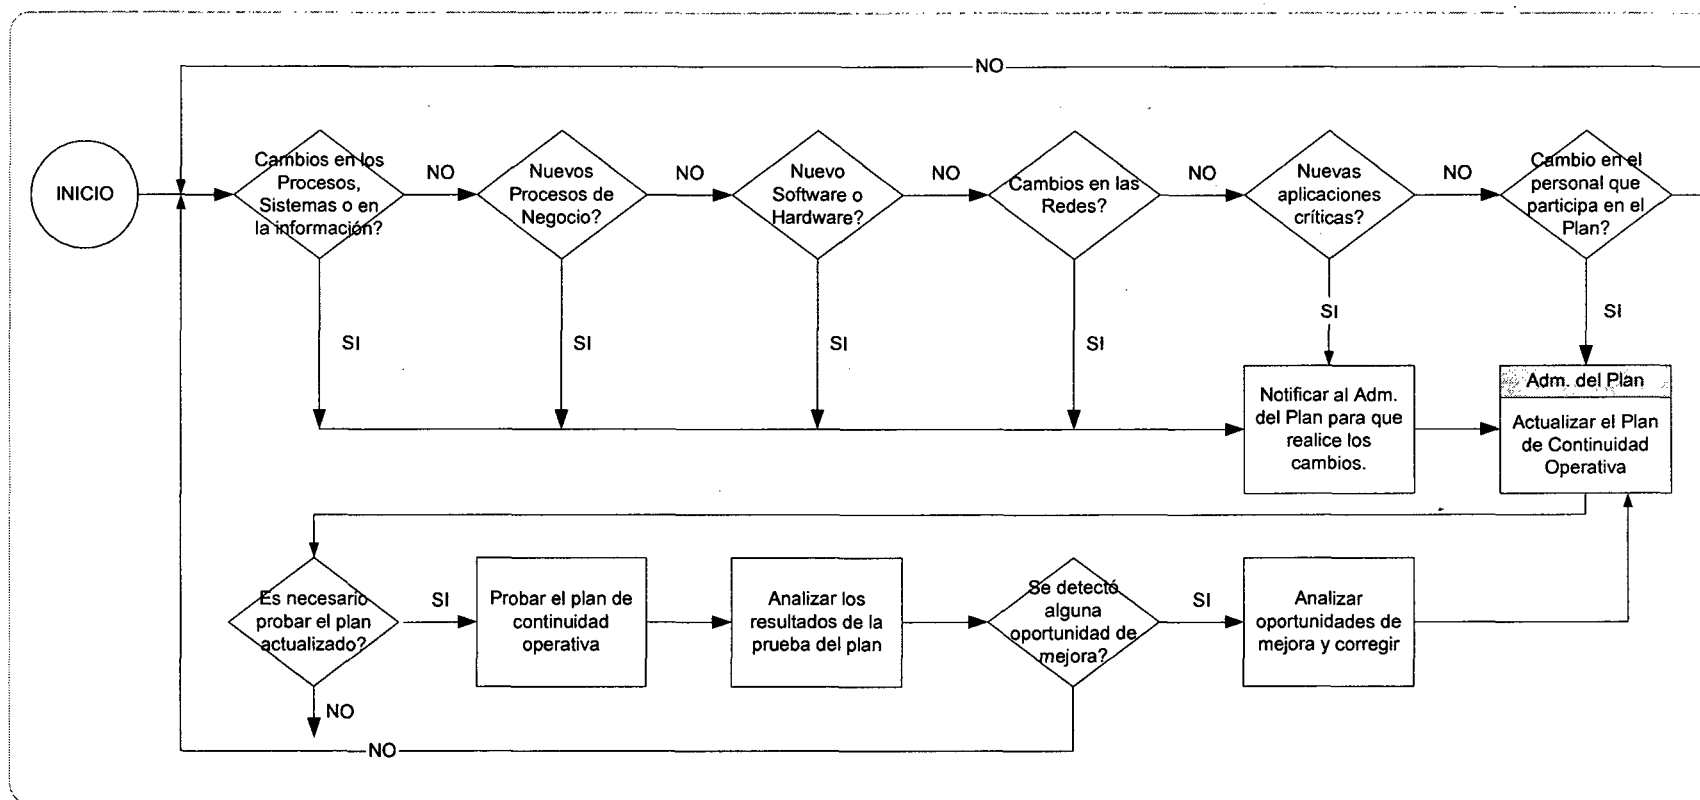 NO
INICIO
Cambios en los
Procesos,
Sistemas o en
la información?
NO
Nuevos
Procesos de
Negocio?
NO
Nuevo
Software o
Hardware?
NO
Cambios en las
Redes?
NO
Nuevas
aplicaciones
críticas?
NO
Cambio en el
personal que
participa en el
Plan?
SI
SI
SI
SI
SI
SI
Notificar al Adm.
del Plan para que
realice los
cambios.
Adm. del Plan
Actualizar el Plan
de Continuidad
Operativa
Es necesario
probar el plan
actualizado?
SI
Probar el plan de
continuidad
operativa
Analizar los
resultados de la
prueba del plan
Se detectó
alguna
oportunidad de
mejora?
SI
Analizar
oportunidades de
mejora y corregir
NO
NO